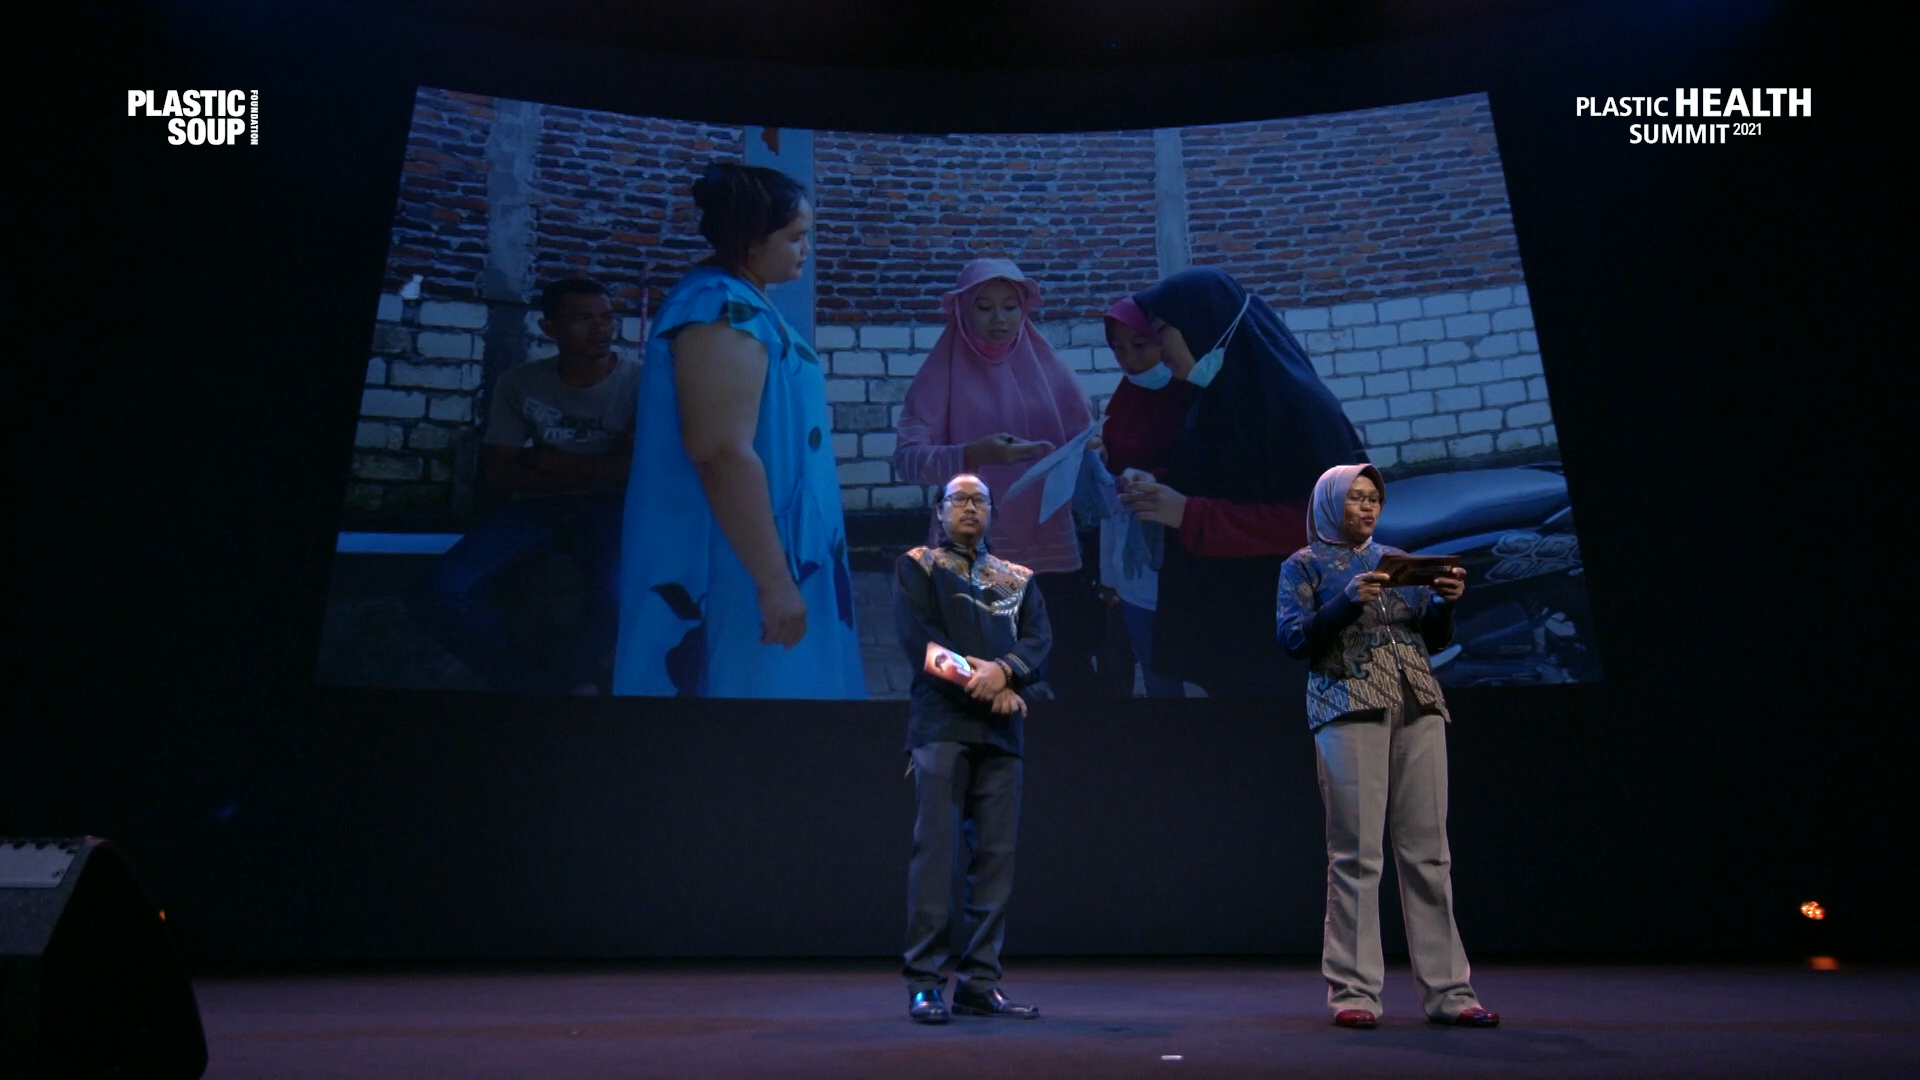 PLASTIC
SOUP
FOUNDATION
PLASTIC HEALTH
SUMMIT 2021